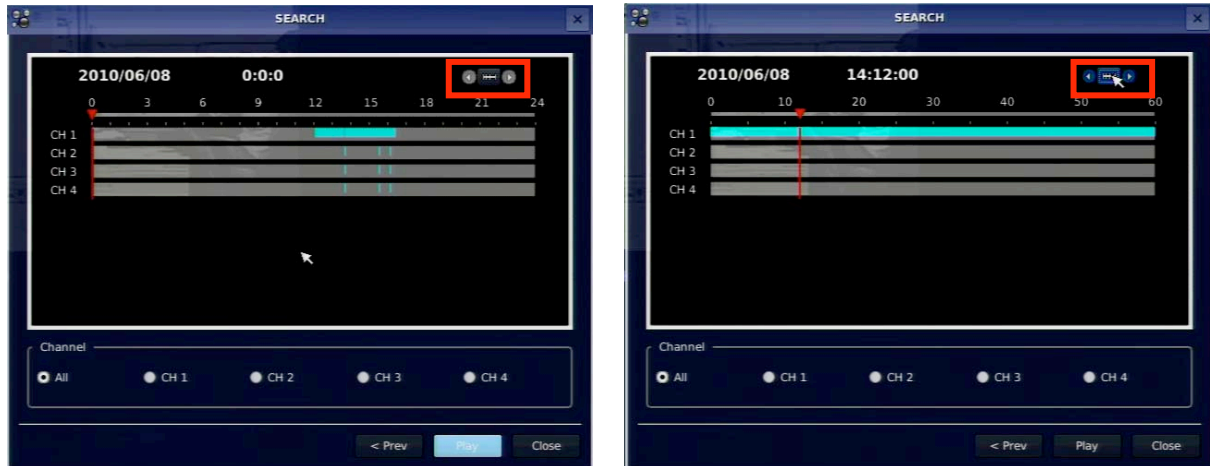 SEARCH
2010/06/08 0:0:0
0 3 6 9 12 15 18 21 24
CH 1
CH 2
CH 3
CH 4
Channel
All CH 1 CH 2 CH 3 CH 4
< Prev Play Close
SEARCH
2010/06/08 14:12:00
0 10 20 30 40 50 60
CH 1
CH 2
CH 3
CH 4
Channel
All CH 1 CH 2 CH 3 CH 4
< Prev Play Close